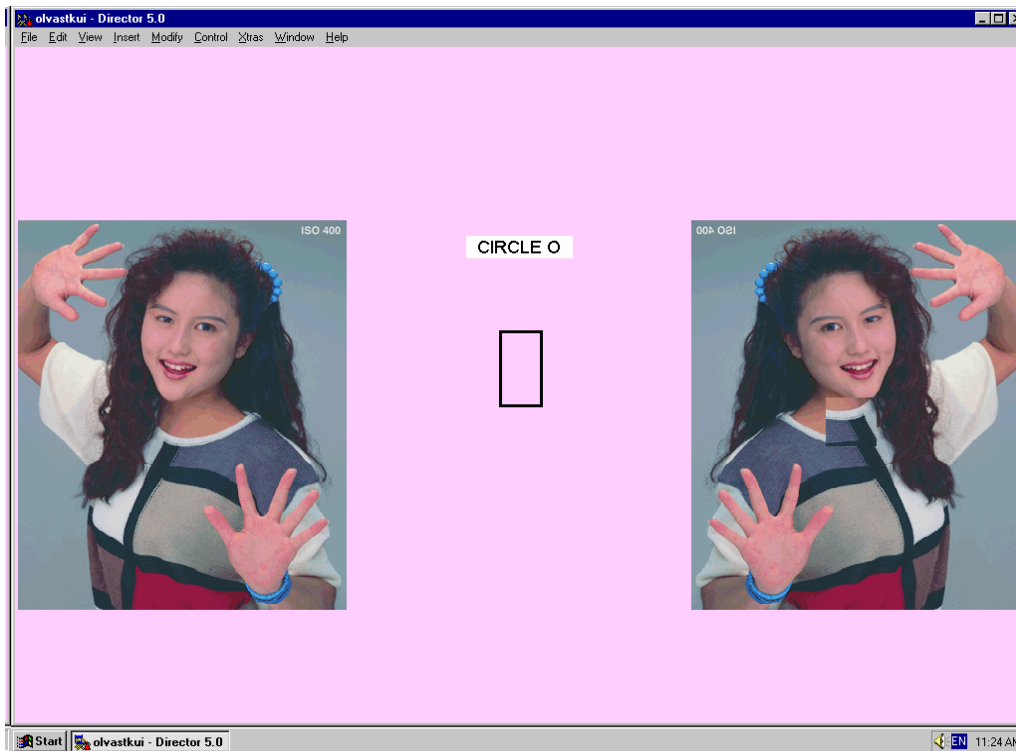 olvastkui - Director 5.0
File Edit View Insert Modify Control Xtras Window Help
ISO 400
CIRCLE O
ISO 400
Start olvastkui - Director 5.0 EN 11:24 AM